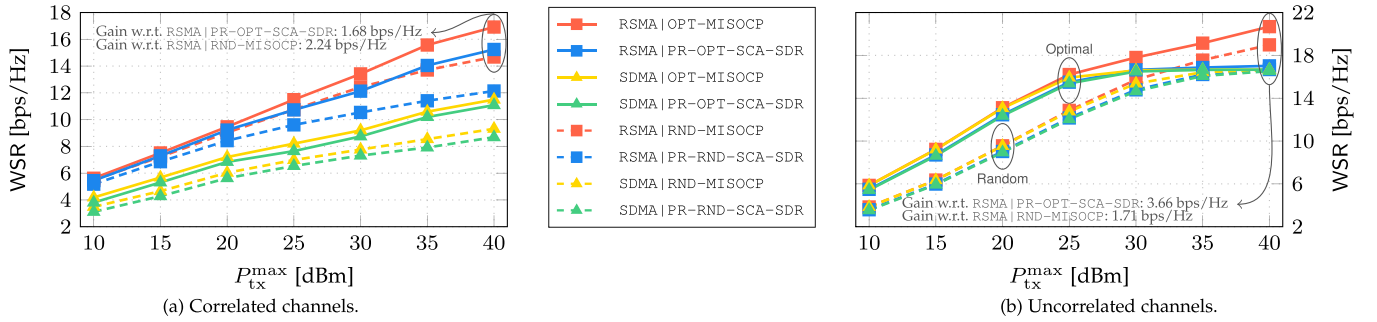 WSR [bps/Hz]
18
16
14
12
10
8
6
4
2
Gain w.r.t. RSMA|PR-OPT-SCA-SDR: 1.68 bps/Hz
Gain w.r.t. RSMA|RND-MISOCP: 2.24 bps/Hz
10 15 20 25 30 35 40
P_tx^max [dBm]
(a) Correlated channels.
RSMA|OPT-MISOCP
RSMA|PR-OPT-SCA-SDR
SDMA|OPT-MISOCP
SDMA|PR-OPT-SCA-SDR
RSMA|RND-MISOCP
RSMA|PR-RND-SCA-SDR
SDMA|RND-MISOCP
SDMA|PR-RND-SCA-SDR
Optimal
Random
Gain w.r.t. RSMA|PR-OPT-SCA-SDR: 3.66 bps/Hz
Gain w.r.t. RSMA|RND-MISOCP: 1.71 bps/Hz
22
18
14
10
6
2
WSR [bps/Hz]
10 15 20 25 30 35 40
P_tx^max [dBm]
(b) Uncorrelated channels.